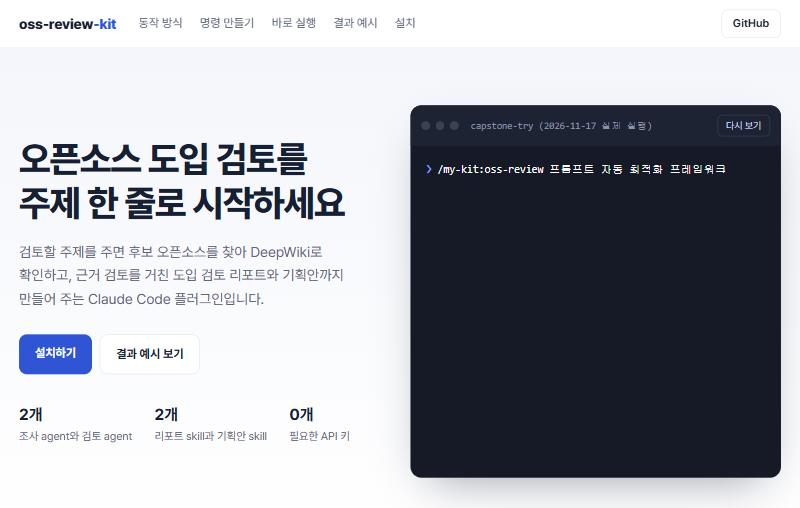 oss-review-kit
동작 방식
명령 만들기
바로 실행
결과 예시
설치
GitHub
오픈소스 도입 검토를
주제 한 줄로 시작하세요
검토할 주제를 주면 후보 오픈소스를 찾아 DeepWiki로
확인하고, 근거 검토를 거친 도입 검토 리포트와 기획안까지
만들어 주는 Claude Code 플러그인입니다.
설치하기
결과 예시 보기
2개
조사 agent와 검토 agent
2개
리포트 skill과 기획안 skill
0개
필요한 API 키
capstone-try (2026-11-17 실제 실행)
다시 보기
❯ /my-kit:oss-review 프롬프트 자동 최적화 프레임워크